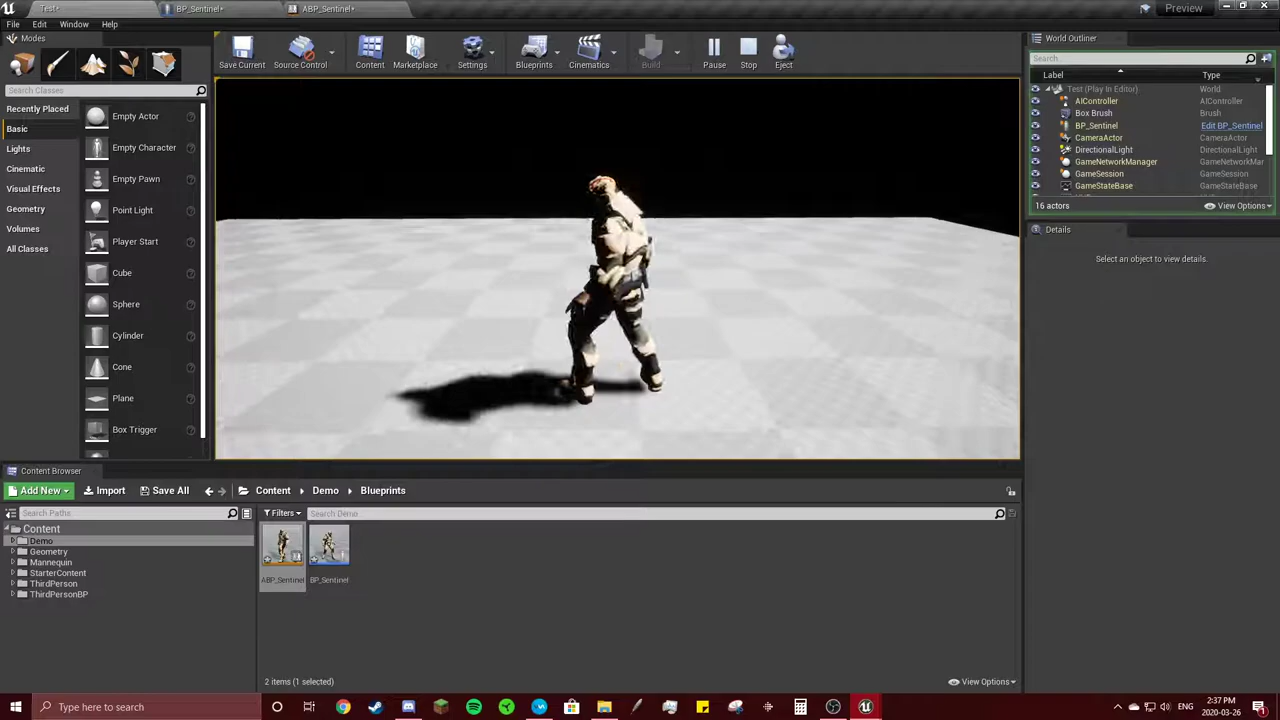 Test*
BP_Sentinel*
ABP_Sentinel*
Preview
File Edit Window Help
Modes
World Outliner
Save Current
Source Control
Content
Marketplace
Settings
Blueprints
Cinematics
Build
Pause
Stop
Eject
Search...
Label Type
Test (Play In Editor) World
AIController AIController
Box Brush Brush
BP_Sentinel Edit BP_Sentinel
CameraActor CameraActor
DirectionalLight DirectionalLight
GameNetworkManager GameNetworkMar
GameSession GameSession
GameStateBase GameStateBase
16 actors View Options
Details
Select an object to view details.
Search Classes
Recently Placed
Basic
Lights
Cinematic
Visual Effects
Geometry
Volumes
All Classes
Empty Actor
Empty Character
Empty Pawn
Point Light
Player Start
Cube
Sphere
Cylinder
Cone
Plane
Box Trigger
Content Browser
Add New Import Save All Content Demo Blueprints
Search Paths
Filters Search Demo
Content
Demo
Geometry
Mannequin
StarterContent
ThirdPerson
ThirdPersonBP
ABP_Sentinel BP_Sentinel
2 items (1 selected) View Options
Type here to search
2:37 PM
2020-03-26